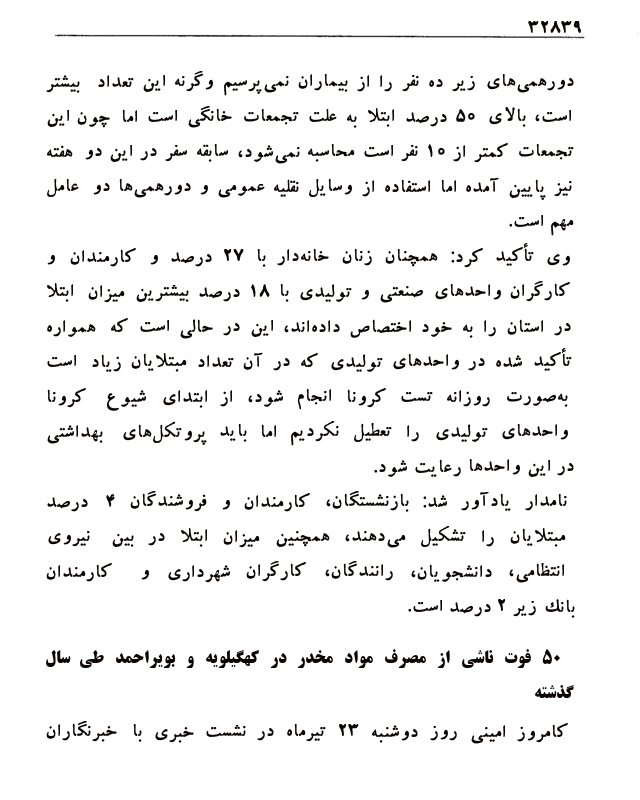 ۳۲۸۳۹
دورهمی‌های زیر ده نفر را از بیماران نمی‌پرسیم وگرنه این تعداد بیشتر
است، بالای ۵۰ درصد ابتلا به علت تجمعات خانگی است اما چون این
تجمعات کمتر از ۱۰ نفر است محاسبه نمی‌شود، سابقه سفر در این دو هفته
نیز پایین آمده اما استفاده از وسایل نقلیه عمومی و دورهمی‌ها دو عامل
مهم است.
وی تأکید کرد: همچنان زنان خانه‌دار با ۲۷ درصد و کارمندان و
کارگران واحدهای صنعتی و تولیدی با ۱۸ درصد بیشترین میزان ابتلا
در استان را به خود اختصاص داده‌اند، این در حالی است که همواره
تأکید شده در واحدهای تولیدی که در آن تعداد مبتلایان زیاد است
به‌صورت روزانه تست کرونا انجام شود، از ابتدای شیوع کرونا
واحدهای تولیدی را تعطیل نکردیم اما باید پروتکل‌های بهداشتی
در این واحدها رعایت شود.
نامدار یادآور شد: بازنشستگان، کارمندان و فروشندگان ۴ درصد
مبتلایان را تشکیل می‌دهند، همچنین میزان ابتلا در بین نیروی
انتظامی، دانشجویان، رانندگان، کارگران شهرداری و کارمندان
بانك زیر ۲ درصد است.
۵۰ فوت ناشی از مصرف مواد مخدر در کهگیلویه و بویراحمد طی سال
گذشته
کامروز امینی روز دوشنبه ۲۳ تیرماه در نشست خبری با خبرنگاران